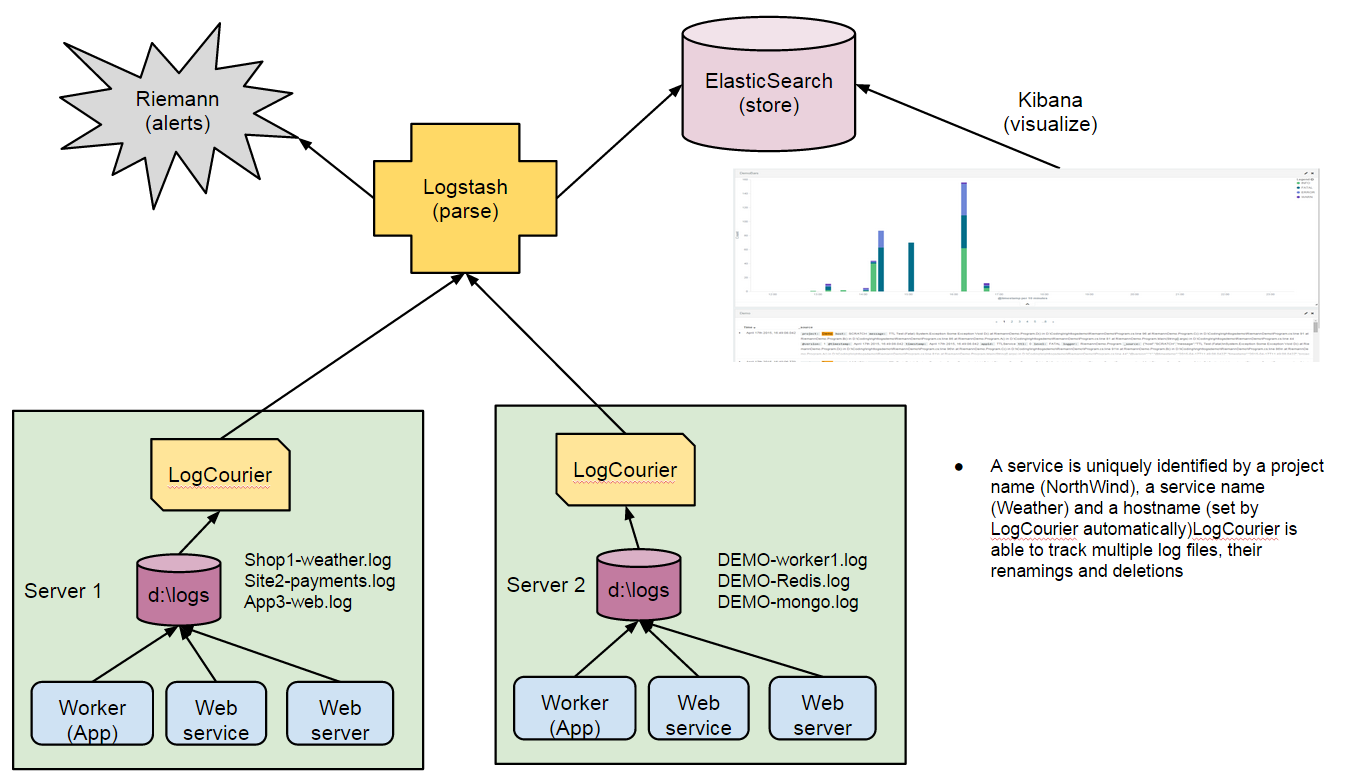 Riemann
(alerts)
ElasticSearch
(store)
Kibana
(visualize)
Logstash
(parse)
LogCourier
Server 1
d:\logs
Shop1-weather.log
Site2-payments.log
App3-web.log
Worker
(App)
Web
service
Web
server
LogCourier
Server 2
d:\logs
DEMO-worker1.log
DEMO-Redis.log
DEMO-mongo.log
Worker
(App)
Web
service
Web
server
● A service is uniquely identified by a project
name (NorthWind), a service name
(Weather) and a hostname (set by
LogCourier automatically)LogCourier is
able to track multiple log files, their
renamings and deletions